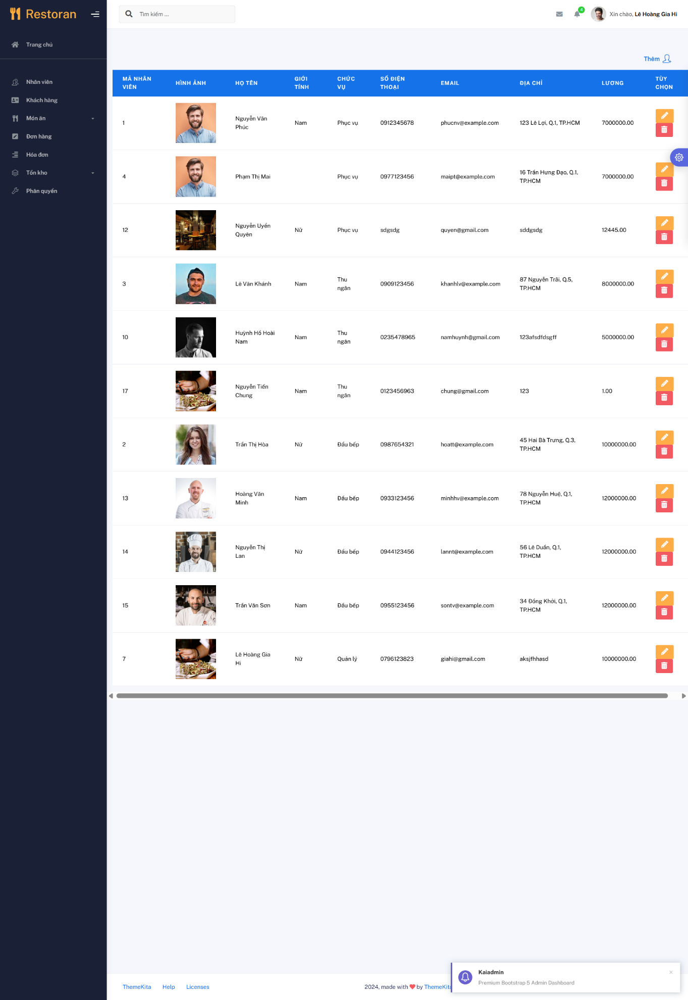 Restoran
Tìm kiếm ...
4
Xin chào, Lê Hoàng Gia Hi
Trang chủ
Nhân viên
Khách hàng
Món ăn
Đơn hàng
Hóa đơn
Tồn kho
Phân quyền
Thêm
MÃ NHÂN VIÊN HÌNH ẢNH HỌ TÊN GIỚI TÍNH CHỨC VỤ SỐ ĐIỆN THOẠI EMAIL ĐỊA CHỈ LƯƠNG TÙY CHỌN
1 Nguyễn Văn Phúc Nam Phục vụ 0912345678 phucnv@example.com 123 Lê Lợi, Q.1, TP.HCM 7000000.00
4 Phạm Thị Mai Phục vụ 0977123456 maipt@example.com 16 Trần Hưng Đạo, Q.1, TP.HCM 7000000.00
12 Nguyễn Uyển Quyên Nữ Phục vụ sdgsdg quyen@gmail.com sddgsdg 12445.00
3 Lê Văn Khánh Nam Thu ngân 0909123456 khanhlv@example.com 87 Nguyễn Trãi, Q.5, TP.HCM 8000000.00
10 Huỳnh Hồ Hoài Nam Nam Thu ngân 0235478965 namhuynh@gmail.com 123afsdfdsgff 5000000.00
17 Nguyễn Tiến Chung Nam Thu ngân 0123456963 chung@gmail.com 123 1.00
2 Trần Thị Hòa Nữ Đầu bếp 0987654321 hoatt@example.com 45 Hai Bà Trưng, Q.3, TP.HCM 10000000.00
13 Hoàng Văn Minh Nam Đầu bếp 0933123456 minhhv@example.com 78 Nguyễn Huệ, Q.1, TP.HCM 12000000.00
14 Nguyễn Thị Lan Nữ Đầu bếp 0944123456 lannt@example.com 56 Lê Duẩn, Q.1, TP.HCM 12000000.00
15 Trần Văn Sơn Nam Đầu bếp 0955123456 sontv@example.com 34 Đồng Khởi, Q.1, TP.HCM 12000000.00
7 Lê Hoàng Gia Hi Nữ Quản lý 0796123823 giahi@gmail.com aksjfhhasd 10000000.00
Kaiadmin
×
Premium Bootstrap 5 Admin Dashboard
ThemeKita Help Licenses 2024, made with by ThemeKita